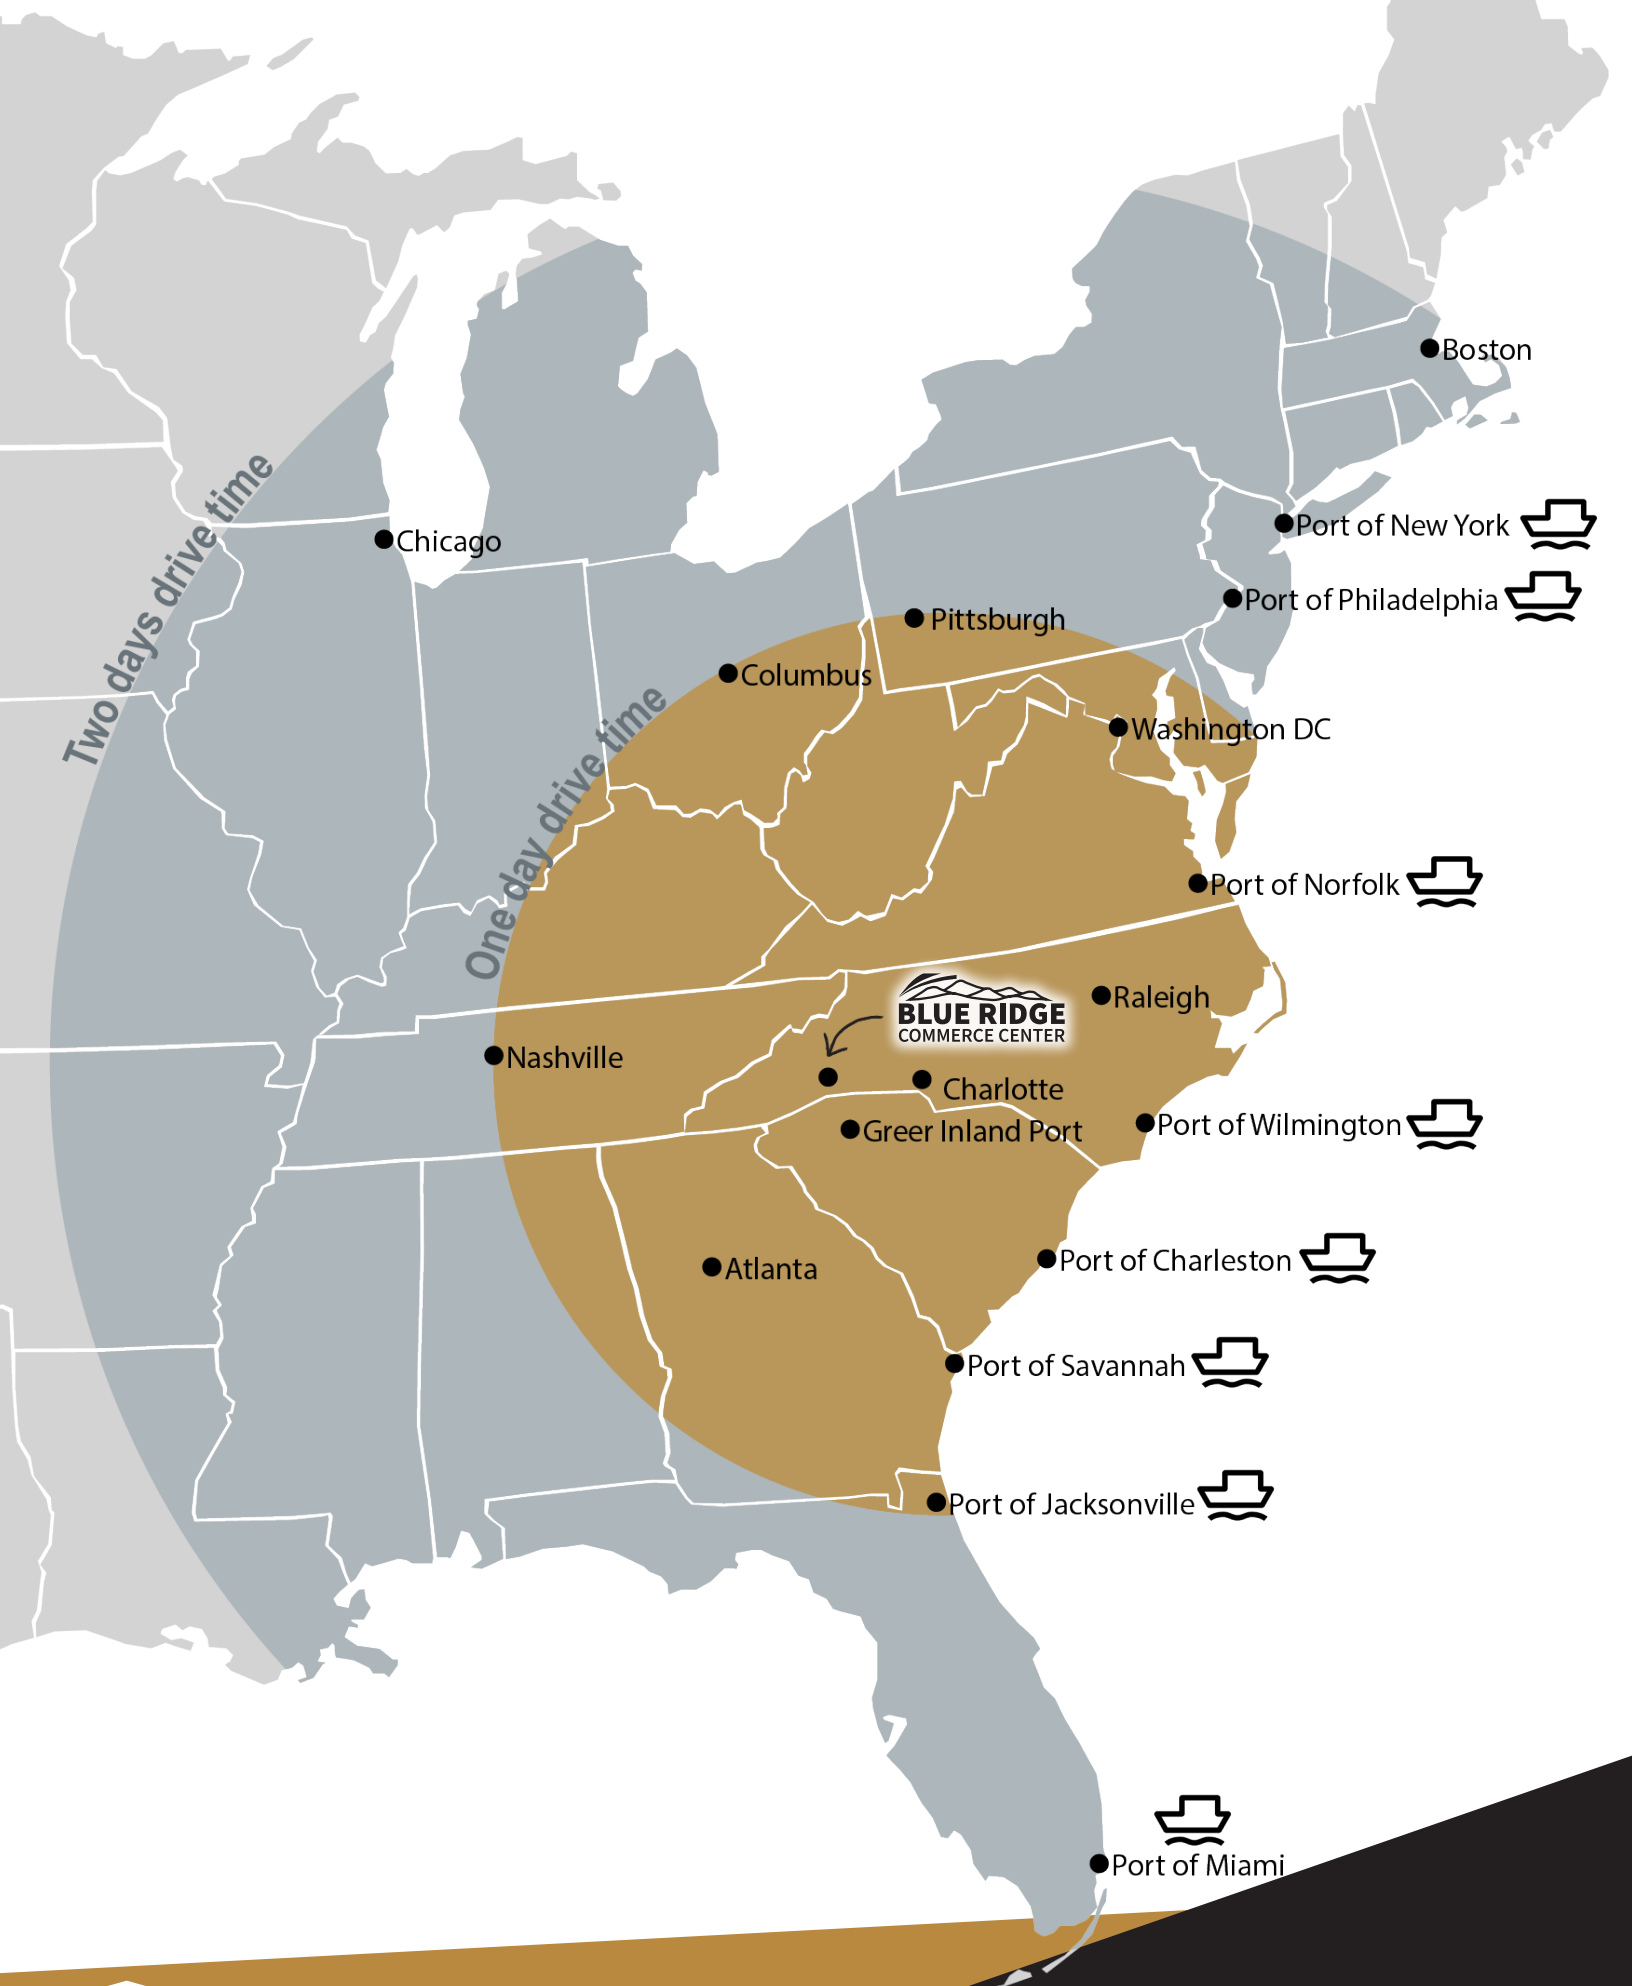 Boston
Two days drive time
Port of New York
Chicago
Port of Philadelphia
Pittsburgh
Columbus
One day drive time
Washington DC
Port of Norfolk
BLUE RIDGE
COMMERCE CENTER
Raleigh
Nashville
Charlotte
Greer Inland Port
Port of Wilmington
Atlanta
Port of Charleston
Port of Savannah
Port of Jacksonville
Port of Miami